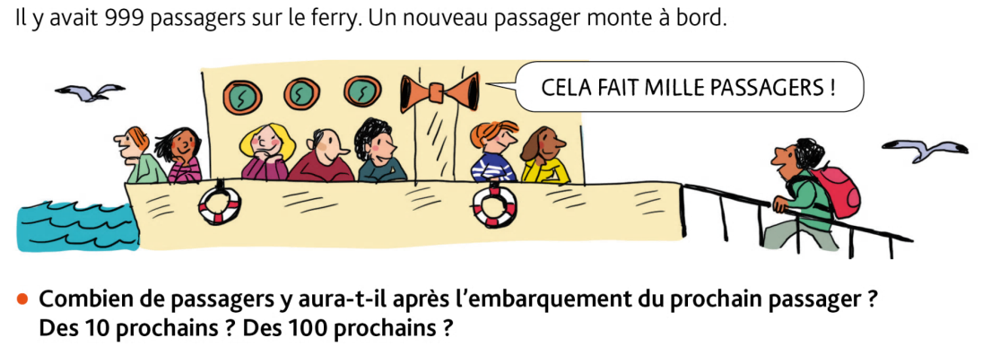 Il y avait 999 passagers sur le ferry. Un nouveau passager monte à bord.
CELA FAIT MILLE PASSAGERS !
• Combien de passagers y aura-t-il après l'embarquement du prochain passager ?
Des 10 prochains ? Des 100 prochains ?